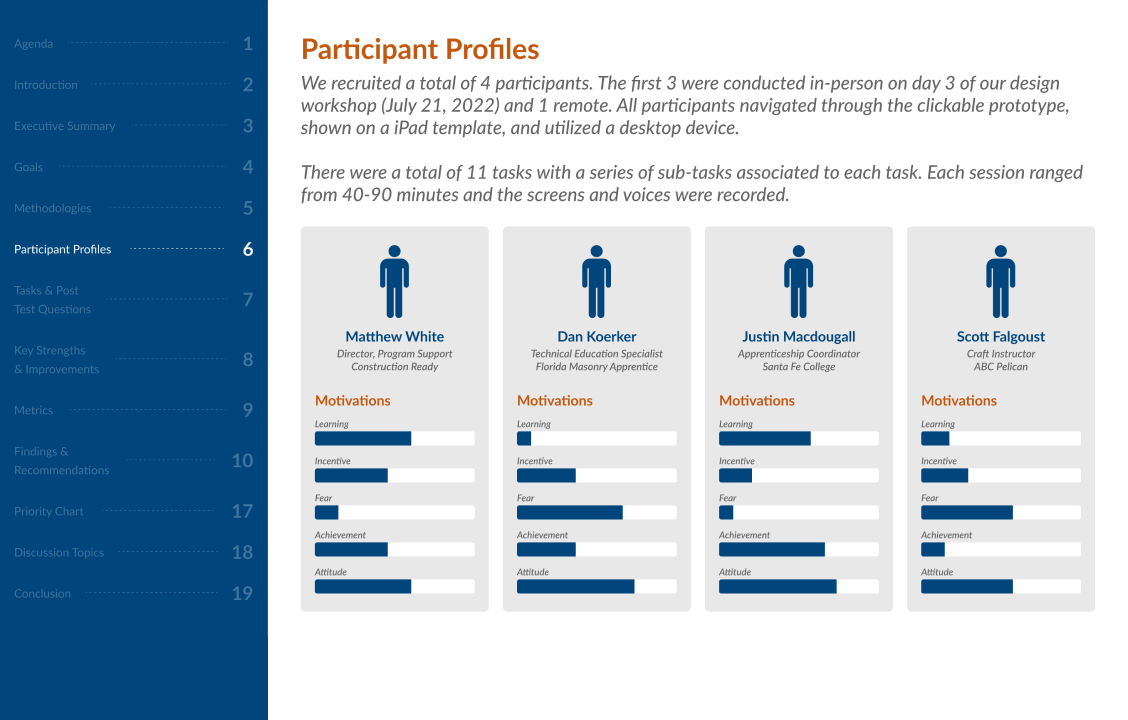 Agenda 1
Introduction 2
Executive Summary 3
Goals 4
Methodologies 5
Participant Profiles 6
Tasks & Post
Test Questions 7
Key Strengths
& Improvements 8
Metrics 9
Findings &
Recommendations 10
Priority Chart 17
Discussion Topics 18
Conclusion 19
Participant Profiles
We recruited a total of 4 participants. The first 3 were conducted in-person on day 3 of our design
workshop (July 21, 2022) and 1 remote. All participants navigated through the clickable prototype,
shown on a iPad template, and utilized a desktop device.
There were a total of 11 tasks with a series of sub-tasks associated to each task. Each session ranged
from 40-90 minutes and the screens and voices were recorded.
Matthew White
Director, Program Support
Construction Ready
Motivations
Learning
Incentive
Fear
Achievement
Attitude
Dan Koerker
Technical Education Specialist
Florida Masonry Apprentice
Motivations
Learning
Incentive
Fear
Achievement
Attitude
Justin Macdougall
Apprenticeship Coordinator
Santa Fe College
Motivations
Learning
Incentive
Fear
Achievement
Attitude
Scott Falgoust
Craft Instructor
ABC Pelican
Motivations
Learning
Incentive
Fear
Achievement
Attitude